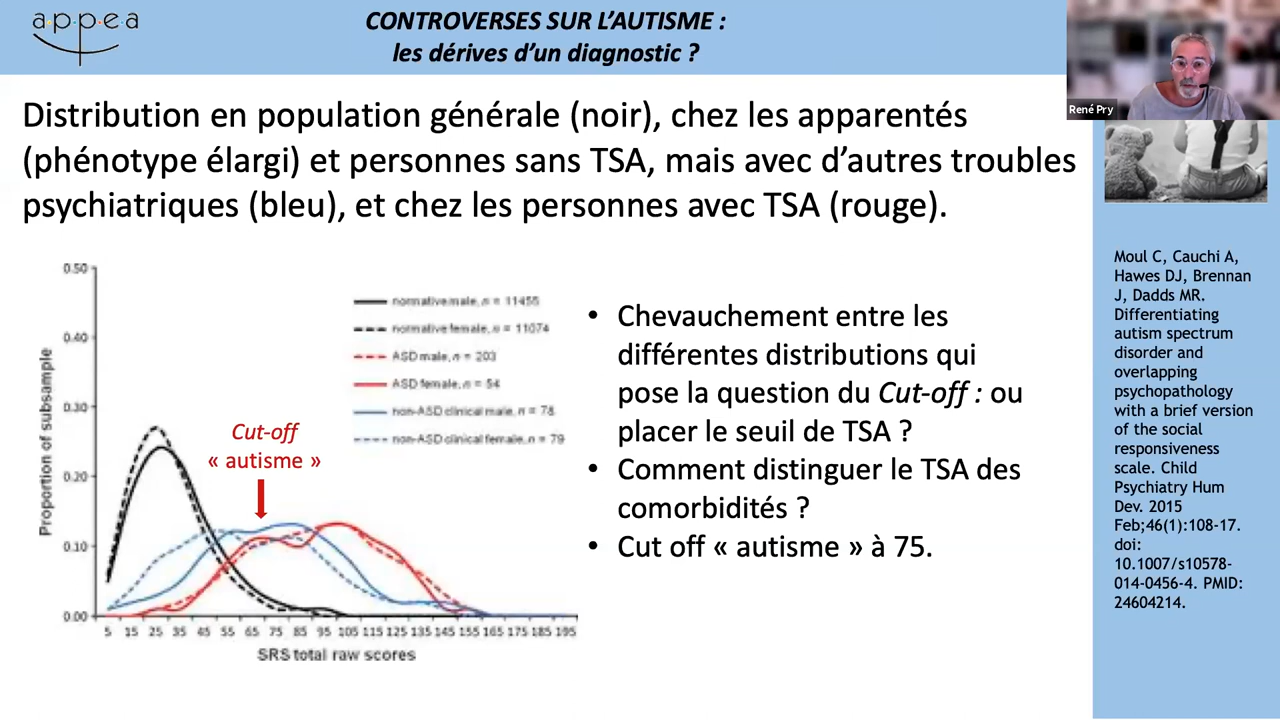 appea
CONTROVERSES SUR L'AUTISME :
les dérives d'un diagnostic ?
René Pry
Distribution en population générale (noir), chez les apparentés
(phénotype élargi) et personnes sans TSA, mais avec d'autres troubles
psychiatriques (bleu), et chez les personnes avec TSA (rouge).
0.50
0.40
0.30
0.20
0.10
0.00
Proportion of subsample
normative male, n = 11455
normative female, n = 11074
ASD male, n = 203
ASD female, n = 54
non-ASD clinical male, n = 78
non-ASD clinical female, n = 79
Cut-off
« autisme »
5 15 25 35 45 55 65 75 85 95 105 115 125 135 145 155 165 175 185 195
SRS total raw scores
• Chevauchement entre les
différentes distributions qui
pose la question du Cut-off : ou
placer le seuil de TSA ?
• Comment distinguer le TSA des
comorbidités ?
• Cut off « autisme » à 75.
Moul C, Cauchi A,
Hawes DJ, Brennan
J, Dadds MR.
Differentiating
autism spectrum
disorder and
overlapping
psychopathology
with a brief version
of the social
responsiveness
scale. Child
Psychiatry Hum
Dev. 2015
Feb;46(1):108-17.
doi:
10.1007/s10578-
014-0456-4. PMID:
24604214.